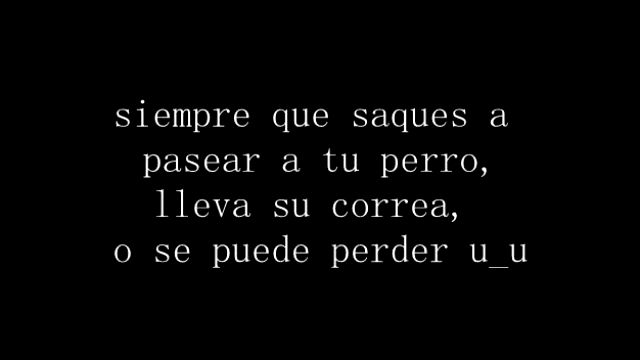 siempre que saques a
pasear a tu perro,
lleva su correa,
o se puede perder u_u